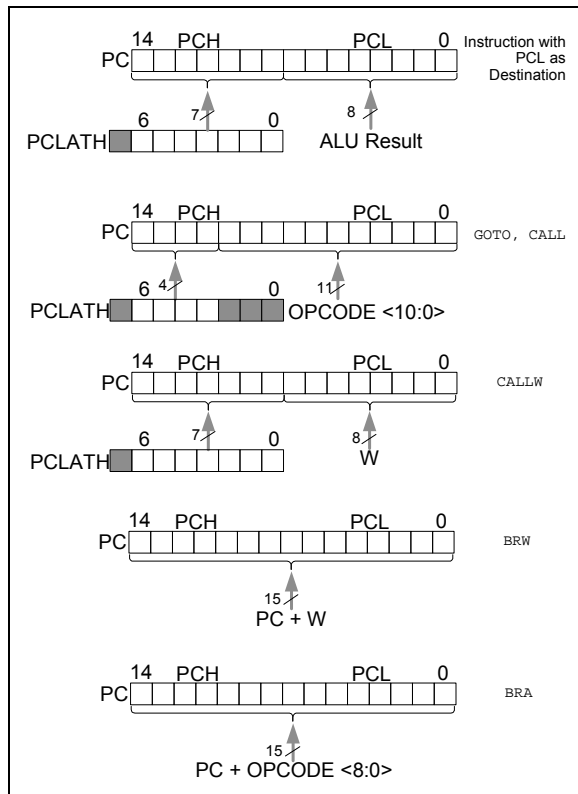 14 PCH PCL 0 Instruction with
PC PCL as
Destination
7 8
6 0
PCLATH ALU Result
14 PCH PCL 0
PC GOTO, CALL
4 11
6 0
PCLATH OPCODE <10:0>
14 PCH PCL 0
PC CALLW
7 8
6 0 W
PCLATH
14 PCH PCL 0
PC BRW
15
PC + W
14 PCH PCL 0
PC BRA
15
PC + OPCODE <8:0>